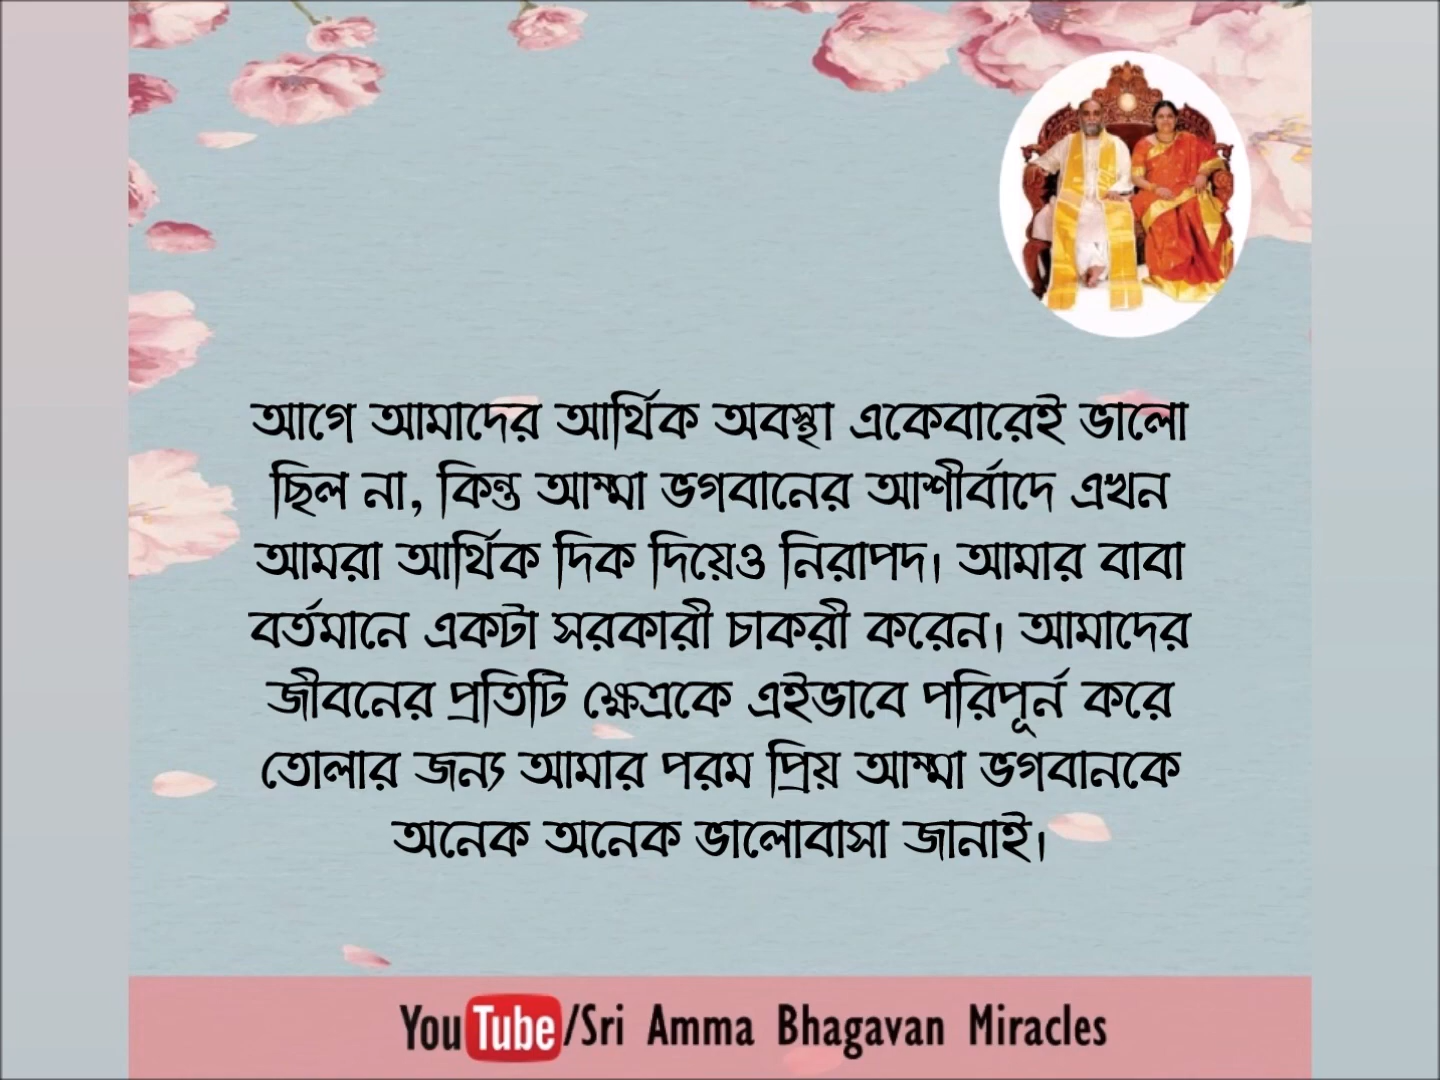 আগে আমাদের আর্থিক অবস্থা একেবারেই ভালো
ছিল না, কিন্তু আম্মা ভগবানের আশীর্বাদে এখন
আমরা আর্থিক দিক দিয়েও নিরাপদ। আমার বাবা
বর্তমানে একটা সরকারী চাকরী করেন। আমাদের
জীবনের প্রতিটি ক্ষেত্রকে এইভাবে পরিপূর্ন করে
তোলার জন্য আমার পরম প্রিয় আম্মা ভগবানকে
অনেক অনেক ভালোবাসা জানাই।
YouTube/Sri Amma Bhagavan Miracles